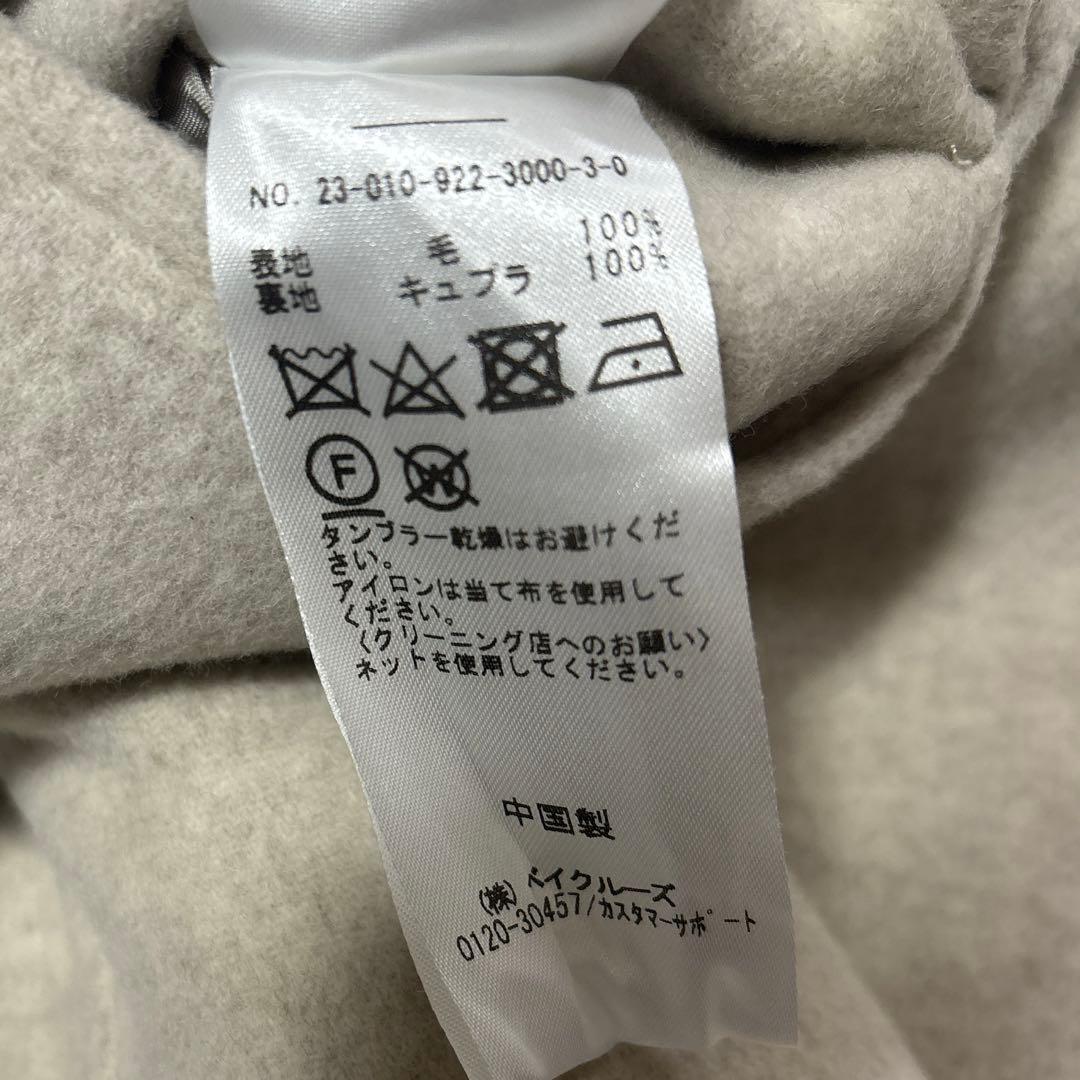 NO. 23-010-922-3000-3-0
表地 毛 100%
裏地 キュプラ 100%
F W
タンブラー乾燥はお避けくだ
さい。
アイロンは当て布を使用して
ください。
〈クリーニング店へのお願い〉
ネットを使用してください。
中国製
(株)ベイクルーズ
0120-30457/カスタマーサポート